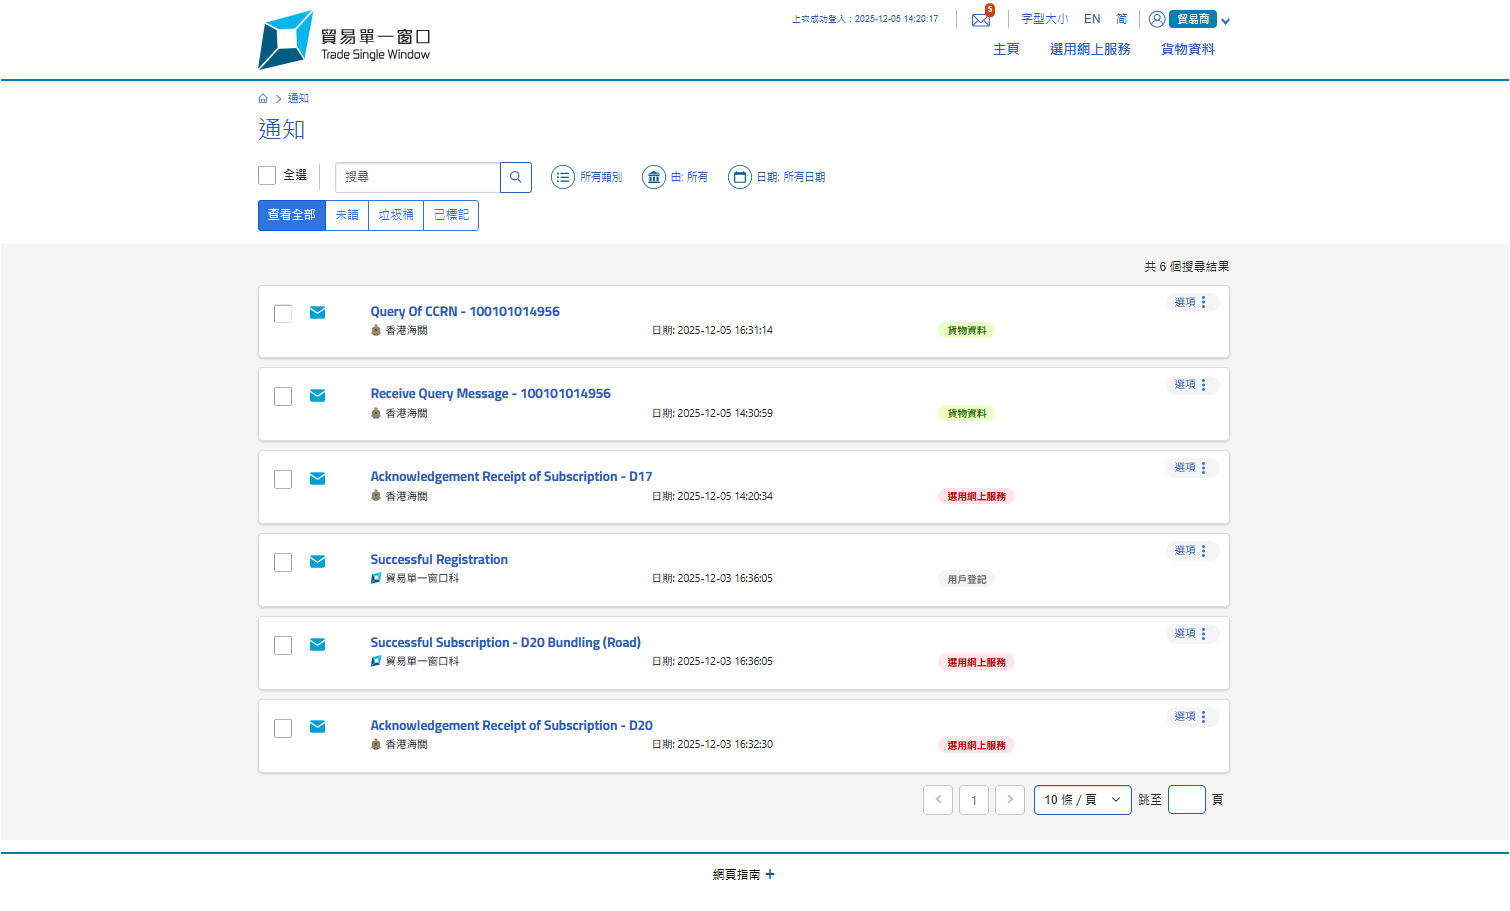 貿易單一窗口
Trade Single Window
上次成功登入 : 2025-12-05 14:20:17
5
字型大小 EN 简
貿易商
主頁 選用網上服務 貨物資料
通知
通知
全選
搜尋
所有類別
由: 所有
日期: 所有日期
查看全部 未讀 垃圾桶 已標記
共 6 個搜尋結果
Query Of CCRN - 100101014956
選項
香港海關 日期: 2025-12-05 16:31:14 貨物資料
Receive Query Message - 100101014956
選項
香港海關 日期: 2025-12-05 14:30:59 貨物資料
Acknowledgement Receipt of Subscription - D17
選項
香港海關 日期: 2025-12-05 14:20:34 選用網上服務
Successful Registration
選項
貿易單一窗口科 日期: 2025-12-03 16:36:05 用戶登記
Successful Subscription - D20 Bundling (Road)
選項
貿易單一窗口科 日期: 2025-12-03 16:36:05 選用網上服務
Acknowledgement Receipt of Subscription - D20
選項
香港海關 日期: 2025-12-03 16:32:30 選用網上服務
1 10 條 / 頁 跳至 頁
網頁指南 +